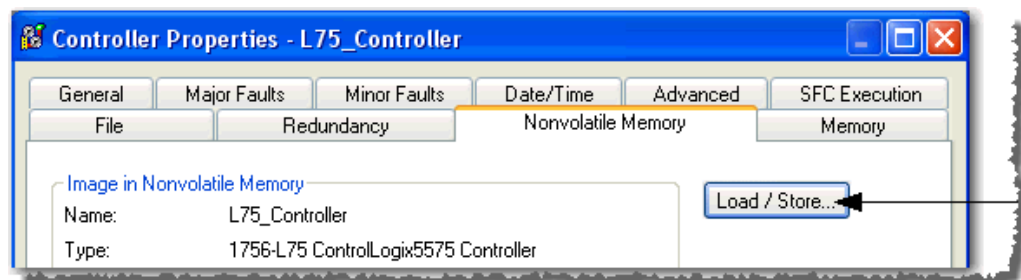 Controller Properties - L75_Controller
General Major Faults Minor Faults Date/Time Advanced SFC Execution
File Redundancy Nonvolatile Memory Memory
Image in Nonvolatile Memory
Load / Store...
Name: L75_Controller
Type: 1756-L75 ControlLogix5575 Controller